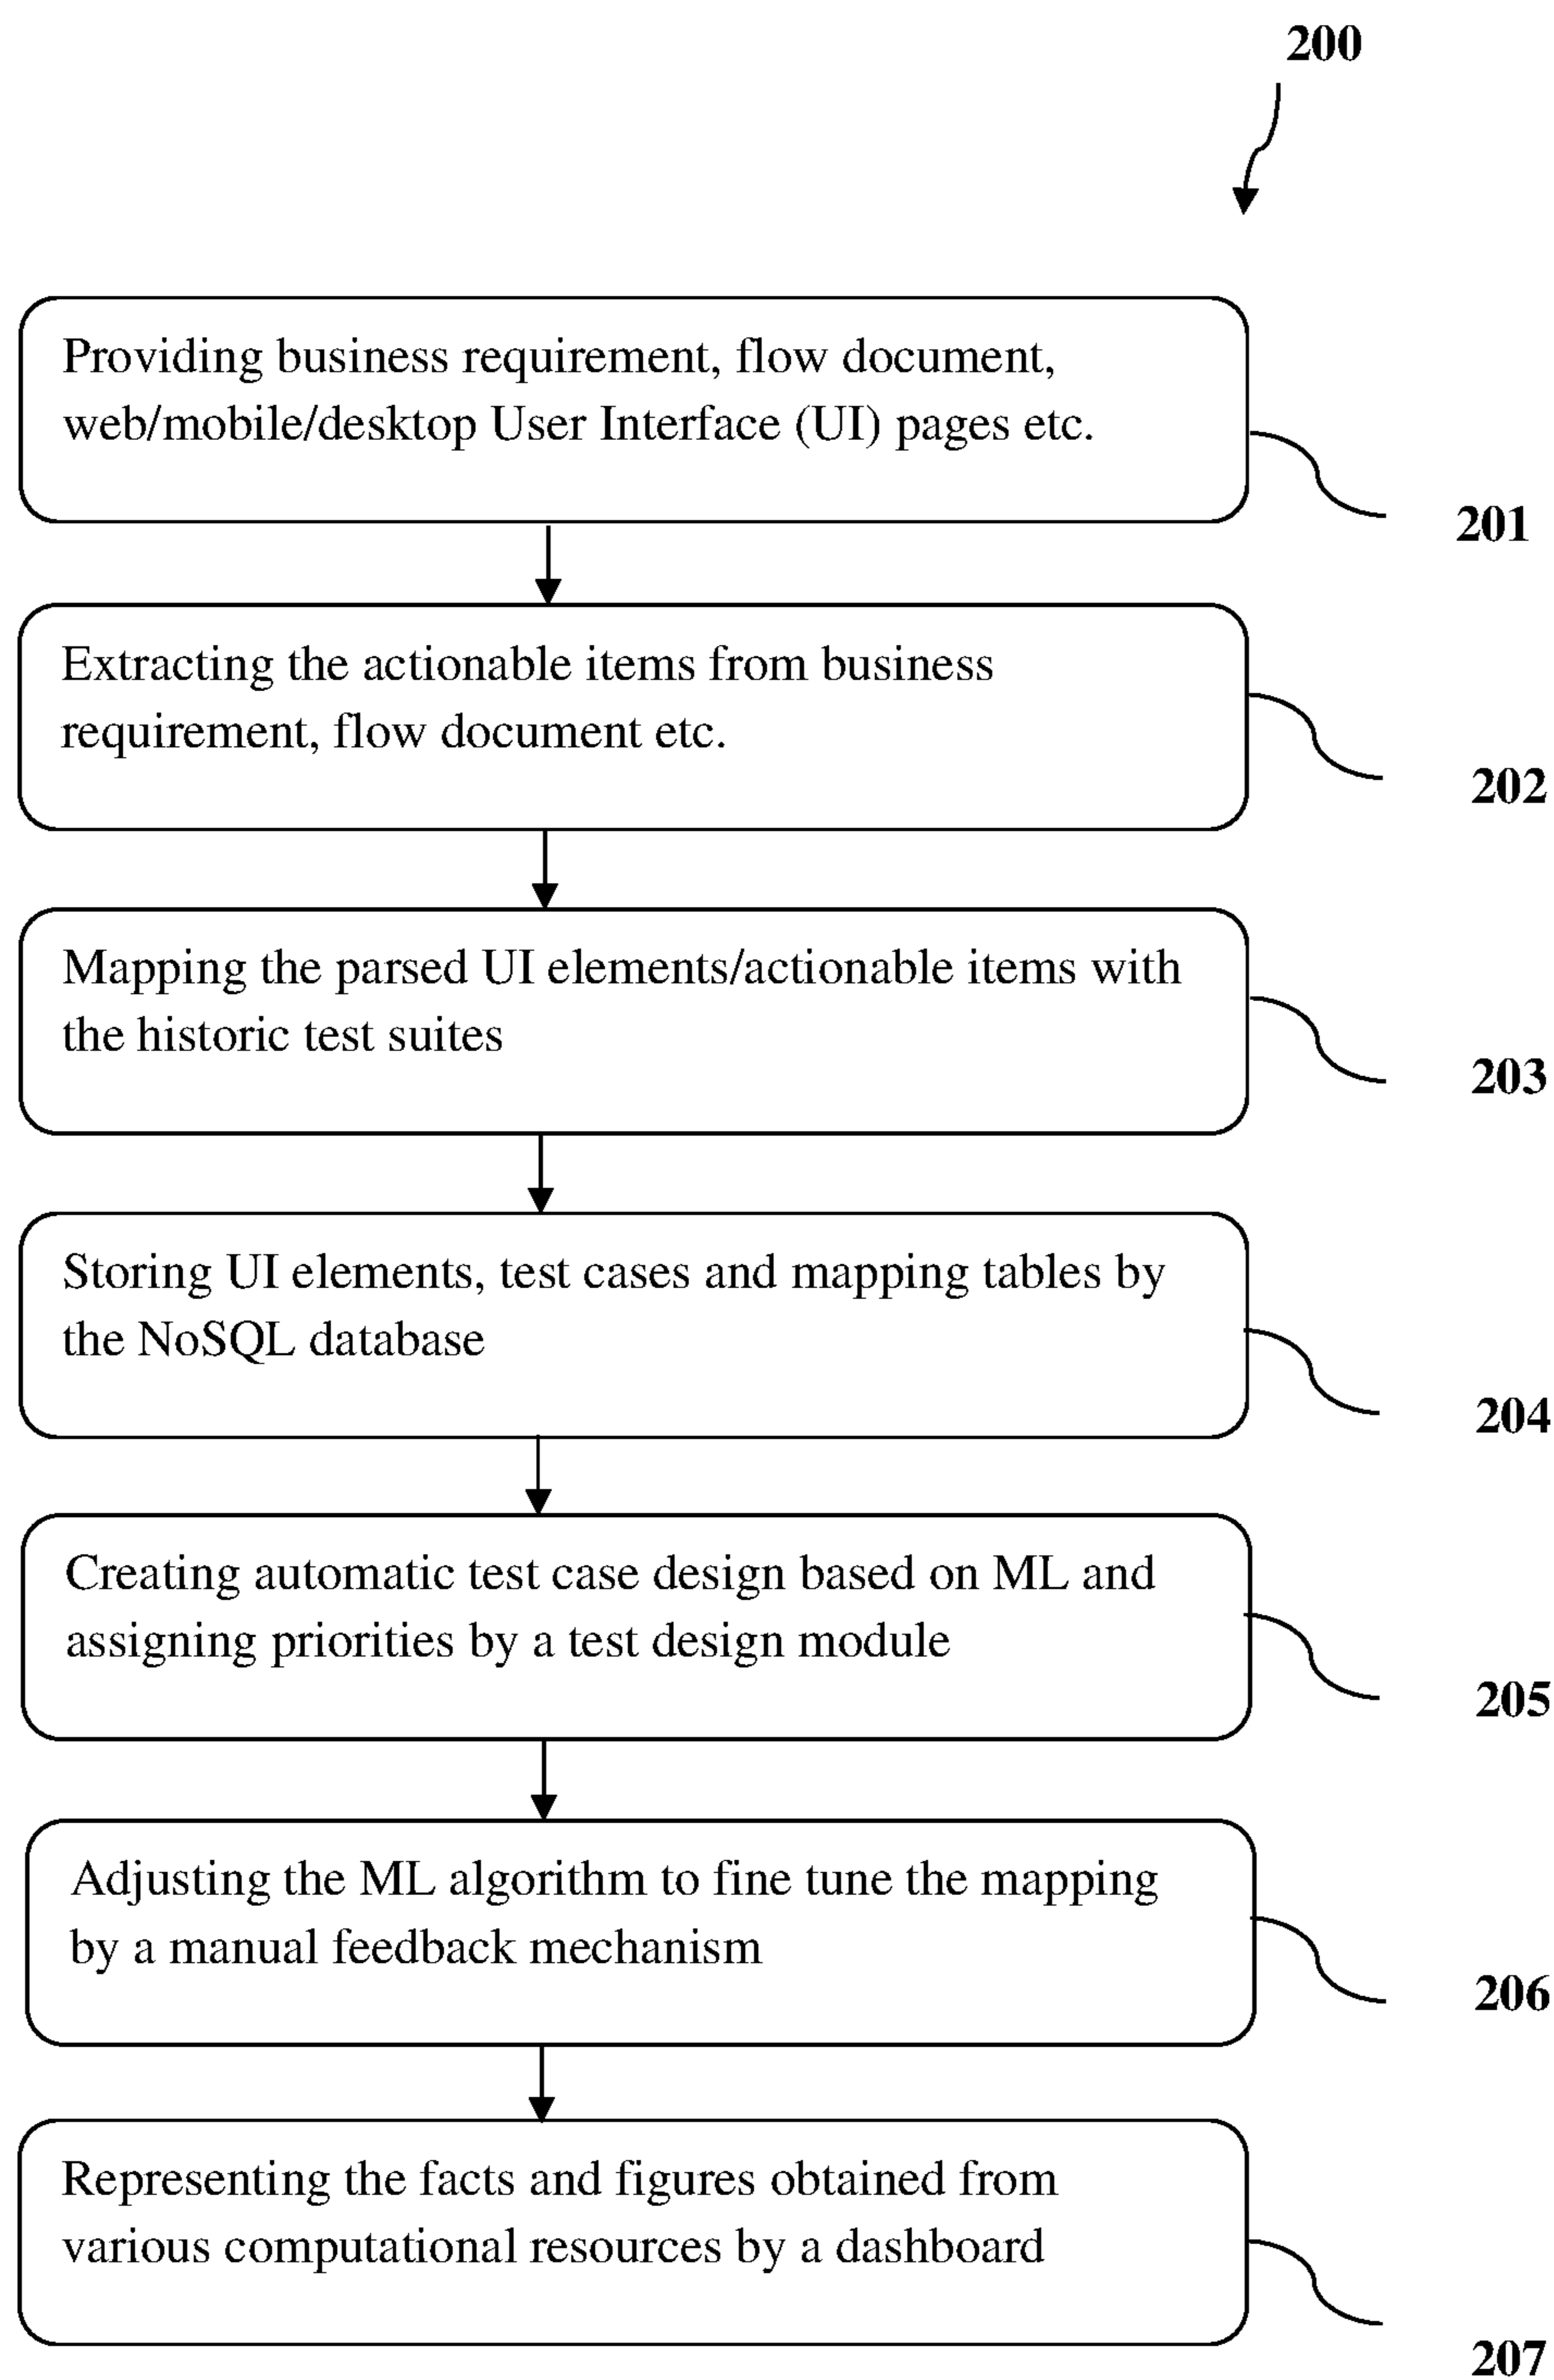 200
Providing business requirement, flow document,
web/mobile/desktop User Interface (UI) pages etc.
201
Extracting the actionable items from business
requirement, flow document etc.
202
Mapping the parsed UI elements/actionable items with
the historic test suites
203
Storing UI elements, test cases and mapping tables by
the NoSQL database
204
Creating automatic test case design based on ML and
assigning priorities by a test design module
205
Adjusting the ML algorithm to fine tune the mapping
by a manual feedback mechanism
206
Representing the facts and figures obtained from
various computational resources by a dashboard
207